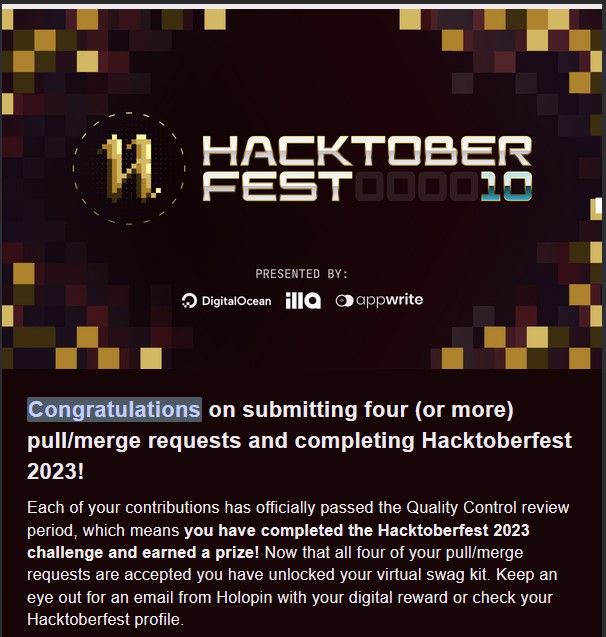 HACKTOBER
FEST000010
PRESENTED BY:
DigitalOcean illa appwrite
Congratulations on submitting four (or more)
pull/merge requests and completing Hacktoberfest
2023!
Each of your contributions has officially passed the Quality Control review
period, which means you have completed the Hacktoberfest 2023
challenge and earned a prize! Now that all four of your pull/merge
requests are accepted you have unlocked your virtual swag kit. Keep an
eye out for an email from Holopin with your digital reward or check your
Hacktoberfest profile.